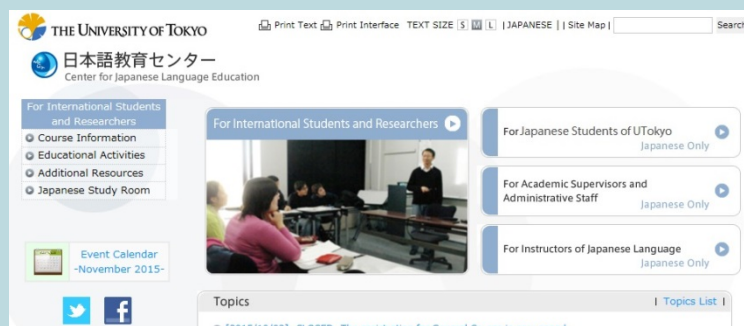 THE UNIVERSITY OF TOKYO
Print Text Print Interface TEXT SIZE S M L | JAPANESE | | Site Map | Search
日本語教育センター
Center for Japanese Language Education
For International Students
and Researchers
Course Information
Educational Activities
Additional Resources
Japanese Study Room
Event Calendar
-November 2015-
For International Students and Researchers
For Japanese Students of UTokyo
Japanese Only
For Academic Supervisors and
Administrative Staff
Japanese Only
For Instructors of Japanese Language
Japanese Only
Topics | Topics List |